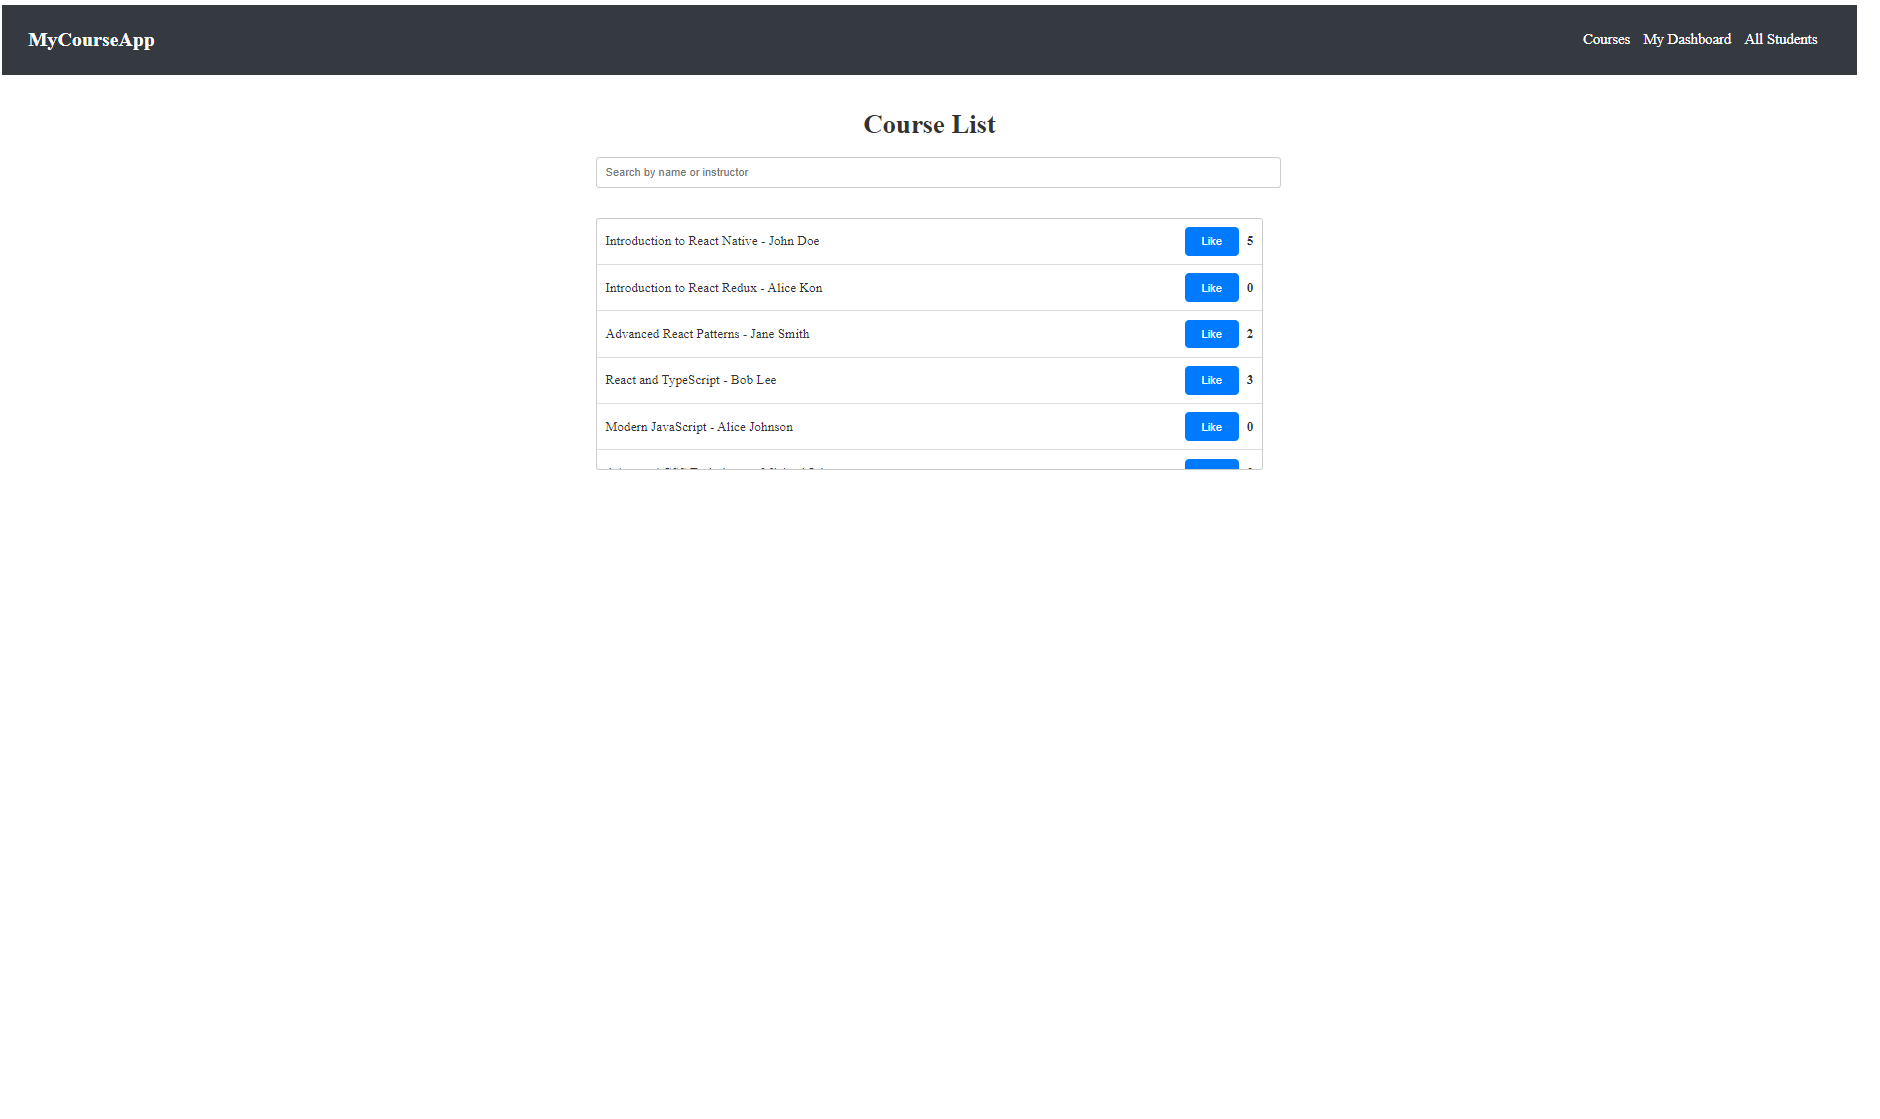 MyCourseApp
Courses My Dashboard All Students
Course List
Search by name or instructor
Introduction to React Native - John Doe Like 5
Introduction to React Redux - Alice Kon Like 0
Advanced React Patterns - Jane Smith Like 2
React and TypeScript - Bob Lee Like 3
Modern JavaScript - Alice Johnson Like 0